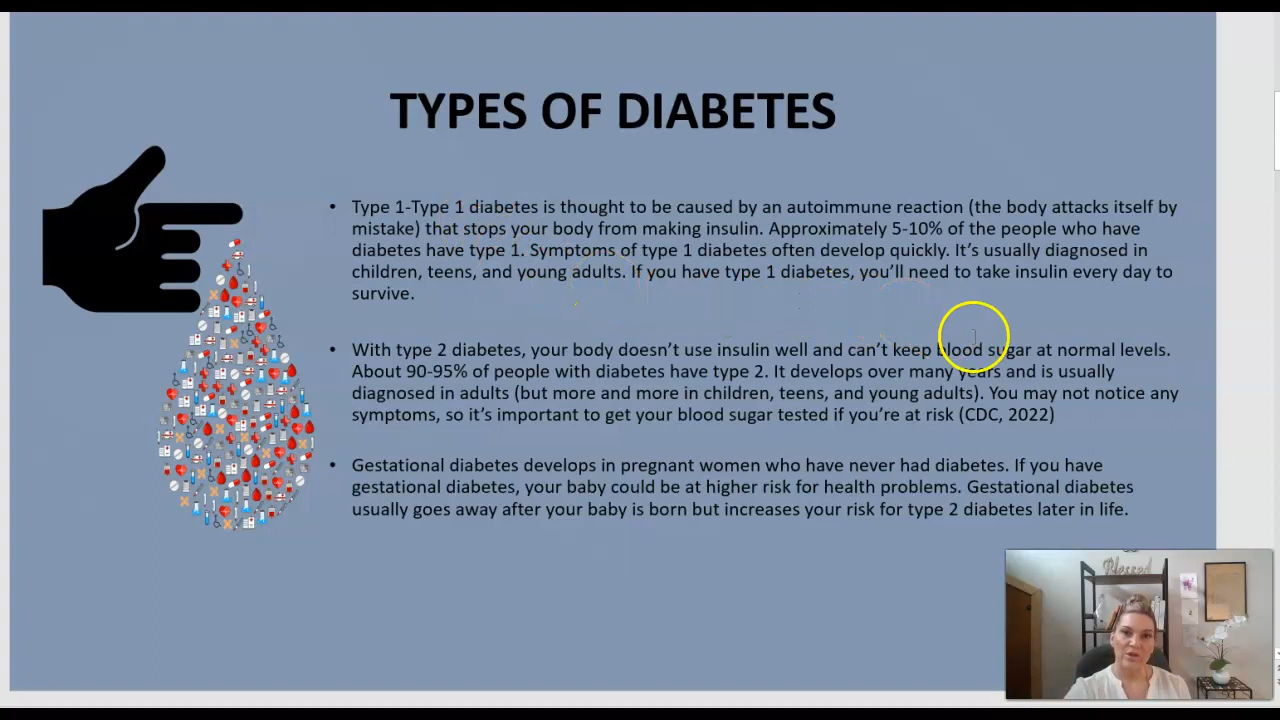 TYPES OF DIABETES
• Type 1-Type 1 diabetes is thought to be caused by an autoimmune reaction (the body attacks itself by
mistake) that stops your body from making insulin. Approximately 5-10% of the people who have
diabetes have type 1. Symptoms of type 1 diabetes often develop quickly. It’s usually diagnosed in
children, teens, and young adults. If you have type 1 diabetes, you’ll need to take insulin every day to
survive.
• With type 2 diabetes, your body doesn’t use insulin well and can’t keep blood sugar at normal levels.
About 90-95% of people with diabetes have type 2. It develops over many years and is usually
diagnosed in adults (but more and more in children, teens, and young adults). You may not notice any
symptoms, so it’s important to get your blood sugar tested if you’re at risk (CDC, 2022)
• Gestational diabetes develops in pregnant women who have never had diabetes. If you have
gestational diabetes, your baby could be at higher risk for health problems. Gestational diabetes
usually goes away after your baby is born but increases your risk for type 2 diabetes later in life.
Blessed